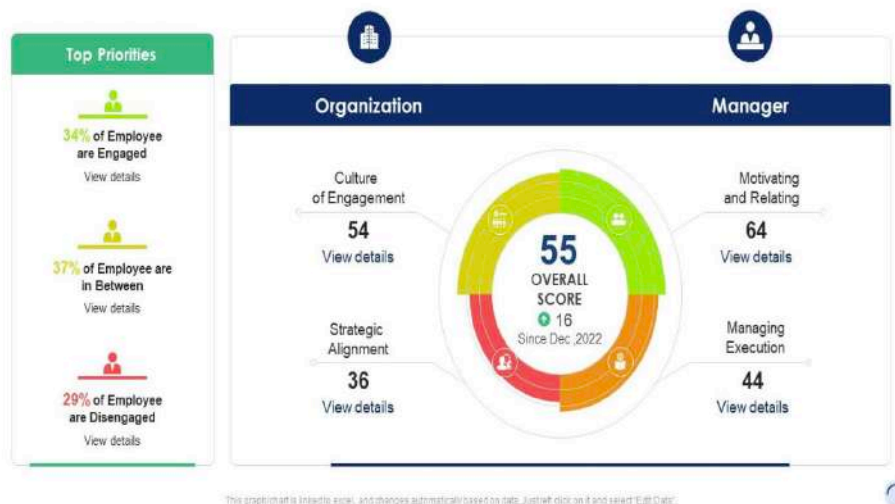 Top Priorities
34% of Employee
are Engaged
View details
37% of Employee are
in Between
View details
29% of Employee
are Disengaged
View details
Organization
Manager
Culture
of Engagement
54
View details
Motivating
and Relating
64
View details
55
OVERALL
SCORE
16
Since Dec ,2022
Strategic
Alignment
36
View details
Managing
Execution
44
View details
This graph/chart is linked to excel, and changes automatically based on data. Just left click on it and select "Edit Data".